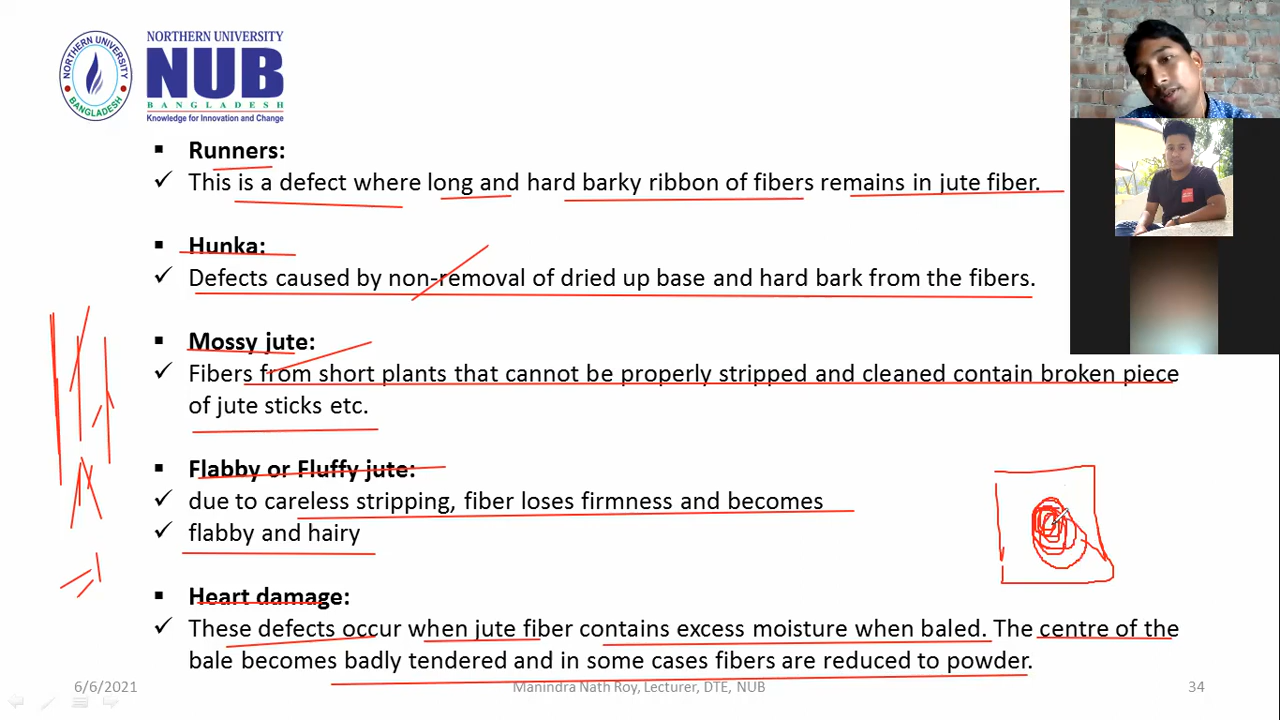 NORTHERN UNIVERSITY
BANGLADESH
NORTHERN UNIVERSITY
NUB
BANGLADESH
Knowledge for Innovation and Change
▪ Runners:
✓ This is a defect where long and hard barky ribbon of fibers remains in jute fiber.
▪ Hunka:
✓ Defects caused by non-removal of dried up base and hard bark from the fibers.
▪ Mossy jute:
✓ Fibers from short plants that cannot be properly stripped and cleaned contain broken piece
of jute sticks etc.
▪ Flabby or Fluffy jute:
✓ due to careless stripping, fiber loses firmness and becomes
✓ flabby and hairy
▪ Heart damage:
✓ These defects occur when jute fiber contains excess moisture when baled. The centre of the
bale becomes badly tendered and in some cases fibers are reduced to powder.
6/6/2021
Manindra Nath Roy, Lecturer, DTE, NUB
34